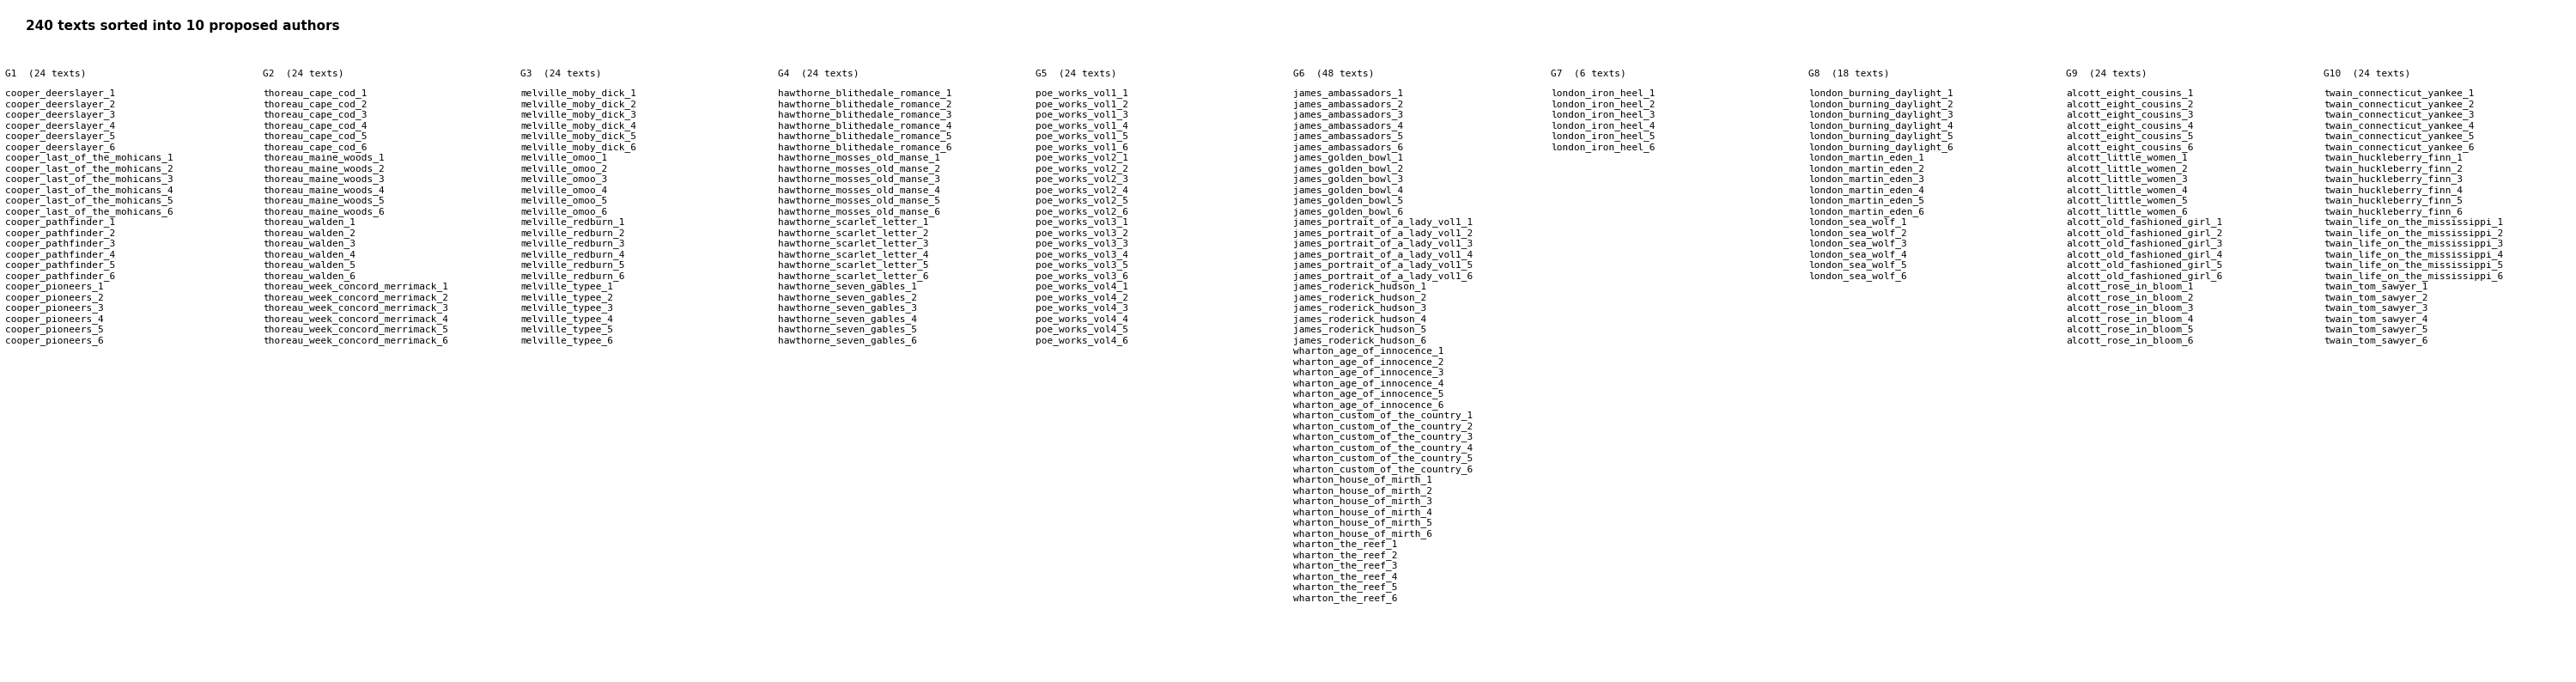 240 texts sorted into 10 proposed authors
G1  (24 texts)
cooper_deerslayer_1
cooper_deerslayer_2
cooper_deerslayer_3
cooper_deerslayer_4
cooper_deerslayer_5
cooper_deerslayer_6
cooper_last_of_the_mohicans_1
cooper_last_of_the_mohicans_2
cooper_last_of_the_mohicans_3
cooper_last_of_the_mohicans_4
cooper_last_of_the_mohicans_5
cooper_last_of_the_mohicans_6
cooper_pathfinder_1
cooper_pathfinder_2
cooper_pathfinder_3
cooper_pathfinder_4
cooper_pathfinder_5
cooper_pathfinder_6
cooper_pioneers_1
cooper_pioneers_2
cooper_pioneers_3
cooper_pioneers_4
cooper_pioneers_5
cooper_pioneers_6
G2  (24 texts)
thoreau_cape_cod_1
thoreau_cape_cod_2
thoreau_cape_cod_3
thoreau_cape_cod_4
thoreau_cape_cod_5
thoreau_cape_cod_6
thoreau_maine_woods_1
thoreau_maine_woods_2
thoreau_maine_woods_3
thoreau_maine_woods_4
thoreau_maine_woods_5
thoreau_maine_woods_6
thoreau_walden_1
thoreau_walden_2
thoreau_walden_3
thoreau_walden_4
thoreau_walden_5
thoreau_walden_6
thoreau_week_concord_merrimack_1
thoreau_week_concord_merrimack_2
thoreau_week_concord_merrimack_3
thoreau_week_concord_merrimack_4
thoreau_week_concord_merrimack_5
thoreau_week_concord_merrimack_6
G3  (24 texts)
melville_moby_dick_1
melville_moby_dick_2
melville_moby_dick_3
melville_moby_dick_4
melville_moby_dick_5
melville_moby_dick_6
melville_omoo_1
melville_omoo_2
melville_omoo_3
melville_omoo_4
melville_omoo_5
melville_omoo_6
melville_redburn_1
melville_redburn_2
melville_redburn_3
melville_redburn_4
melville_redburn_5
melville_redburn_6
melville_typee_1
melville_typee_2
melville_typee_3
melville_typee_4
melville_typee_5
melville_typee_6
G4  (24 texts)
hawthorne_blithedale_romance_1
hawthorne_blithedale_romance_2
hawthorne_blithedale_romance_3
hawthorne_blithedale_romance_4
hawthorne_blithedale_romance_5
hawthorne_blithedale_romance_6
hawthorne_mosses_old_manse_1
hawthorne_mosses_old_manse_2
hawthorne_mosses_old_manse_3
hawthorne_mosses_old_manse_4
hawthorne_mosses_old_manse_5
hawthorne_mosses_old_manse_6
hawthorne_scarlet_letter_1
hawthorne_scarlet_letter_2
hawthorne_scarlet_letter_3
hawthorne_scarlet_letter_4
hawthorne_scarlet_letter_5
hawthorne_scarlet_letter_6
hawthorne_seven_gables_1
hawthorne_seven_gables_2
hawthorne_seven_gables_3
hawthorne_seven_gables_4
hawthorne_seven_gables_5
hawthorne_seven_gables_6
G5  (24 texts)
poe_works_vol1_1
poe_works_vol1_2
poe_works_vol1_3
poe_works_vol1_4
poe_works_vol1_5
poe_works_vol1_6
poe_works_vol2_1
poe_works_vol2_2
poe_works_vol2_3
poe_works_vol2_4
poe_works_vol2_5
poe_works_vol2_6
poe_works_vol3_1
poe_works_vol3_2
poe_works_vol3_3
poe_works_vol3_4
poe_works_vol3_5
poe_works_vol3_6
poe_works_vol4_1
poe_works_vol4_2
poe_works_vol4_3
poe_works_vol4_4
poe_works_vol4_5
poe_works_vol4_6
G6  (48 texts)
james_ambassadors_1
james_ambassadors_2
james_ambassadors_3
james_ambassadors_4
james_ambassadors_5
james_ambassadors_6
james_golden_bowl_1
james_golden_bowl_2
james_golden_bowl_3
james_golden_bowl_4
james_golden_bowl_5
james_golden_bowl_6
james_portrait_of_a_lady_vol1_1
james_portrait_of_a_lady_vol1_2
james_portrait_of_a_lady_vol1_3
james_portrait_of_a_lady_vol1_4
james_portrait_of_a_lady_vol1_5
james_portrait_of_a_lady_vol1_6
james_roderick_hudson_1
james_roderick_hudson_2
james_roderick_hudson_3
james_roderick_hudson_4
james_roderick_hudson_5
james_roderick_hudson_6
wharton_age_of_innocence_1
wharton_age_of_innocence_2
wharton_age_of_innocence_3
wharton_age_of_innocence_4
wharton_age_of_innocence_5
wharton_age_of_innocence_6
wharton_custom_of_the_country_1
wharton_custom_of_the_country_2
wharton_custom_of_the_country_3
wharton_custom_of_the_country_4
wharton_custom_of_the_country_5
wharton_custom_of_the_country_6
wharton_house_of_mirth_1
wharton_house_of_mirth_2
wharton_house_of_mirth_3
wharton_house_of_mirth_4
wharton_house_of_mirth_5
wharton_house_of_mirth_6
wharton_the_reef_1
wharton_the_reef_2
wharton_the_reef_3
wharton_the_reef_4
wharton_the_reef_5
wharton_the_reef_6
G7  (6 texts)
london_iron_heel_1
london_iron_heel_2
london_iron_heel_3
london_iron_heel_4
london_iron_heel_5
london_iron_heel_6
G8  (18 texts)
london_burning_daylight_1
london_burning_daylight_2
london_burning_daylight_3
london_burning_daylight_4
london_burning_daylight_5
london_burning_daylight_6
london_martin_eden_1
london_martin_eden_2
london_martin_eden_3
london_martin_eden_4
london_martin_eden_5
london_martin_eden_6
london_sea_wolf_1
london_sea_wolf_2
london_sea_wolf_3
london_sea_wolf_4
london_sea_wolf_5
london_sea_wolf_6
G9  (24 texts)
alcott_eight_cousins_1
alcott_eight_cousins_2
alcott_eight_cousins_3
alcott_eight_cousins_4
alcott_eight_cousins_5
alcott_eight_cousins_6
alcott_little_women_1
alcott_little_women_2
alcott_little_women_3
alcott_little_women_4
alcott_little_women_5
alcott_little_women_6
alcott_old_fashioned_girl_1
alcott_old_fashioned_girl_2
alcott_old_fashioned_girl_3
alcott_old_fashioned_girl_4
alcott_old_fashioned_girl_5
alcott_old_fashioned_girl_6
alcott_rose_in_bloom_1
alcott_rose_in_bloom_2
alcott_rose_in_bloom_3
alcott_rose_in_bloom_4
alcott_rose_in_bloom_5
alcott_rose_in_bloom_6
G10  (24 texts)
twain_connecticut_yankee_1
twain_connecticut_yankee_2
twain_connecticut_yankee_3
twain_connecticut_yankee_4
twain_connecticut_yankee_5
twain_connecticut_yankee_6
twain_huckleberry_finn_1
twain_huckleberry_finn_2
twain_huckleberry_finn_3
twain_huckleberry_finn_4
twain_huckleberry_finn_5
twain_huckleberry_finn_6
twain_life_on_the_mississippi_1
twain_life_on_the_mississippi_2
twain_life_on_the_mississippi_3
twain_life_on_the_mississippi_4
twain_life_on_the_mississippi_5
twain_life_on_the_mississippi_6
twain_tom_sawyer_1
twain_tom_sawyer_2
twain_tom_sawyer_3
twain_tom_sawyer_4
twain_tom_sawyer_5
twain_tom_sawyer_6